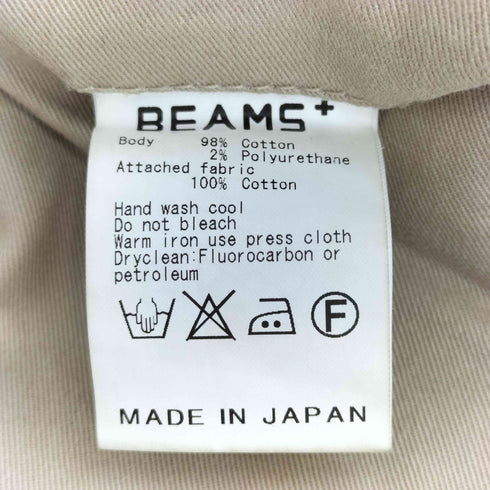 BEAMS+
Body 98% Cotton
2% Polyurethane
Attached fabric
100% Cotton
Hand wash cool
Do not bleach
Warm iron use press cloth
Dryclean:Fluorocarbon or
petroleum
F
MADE IN JAPAN